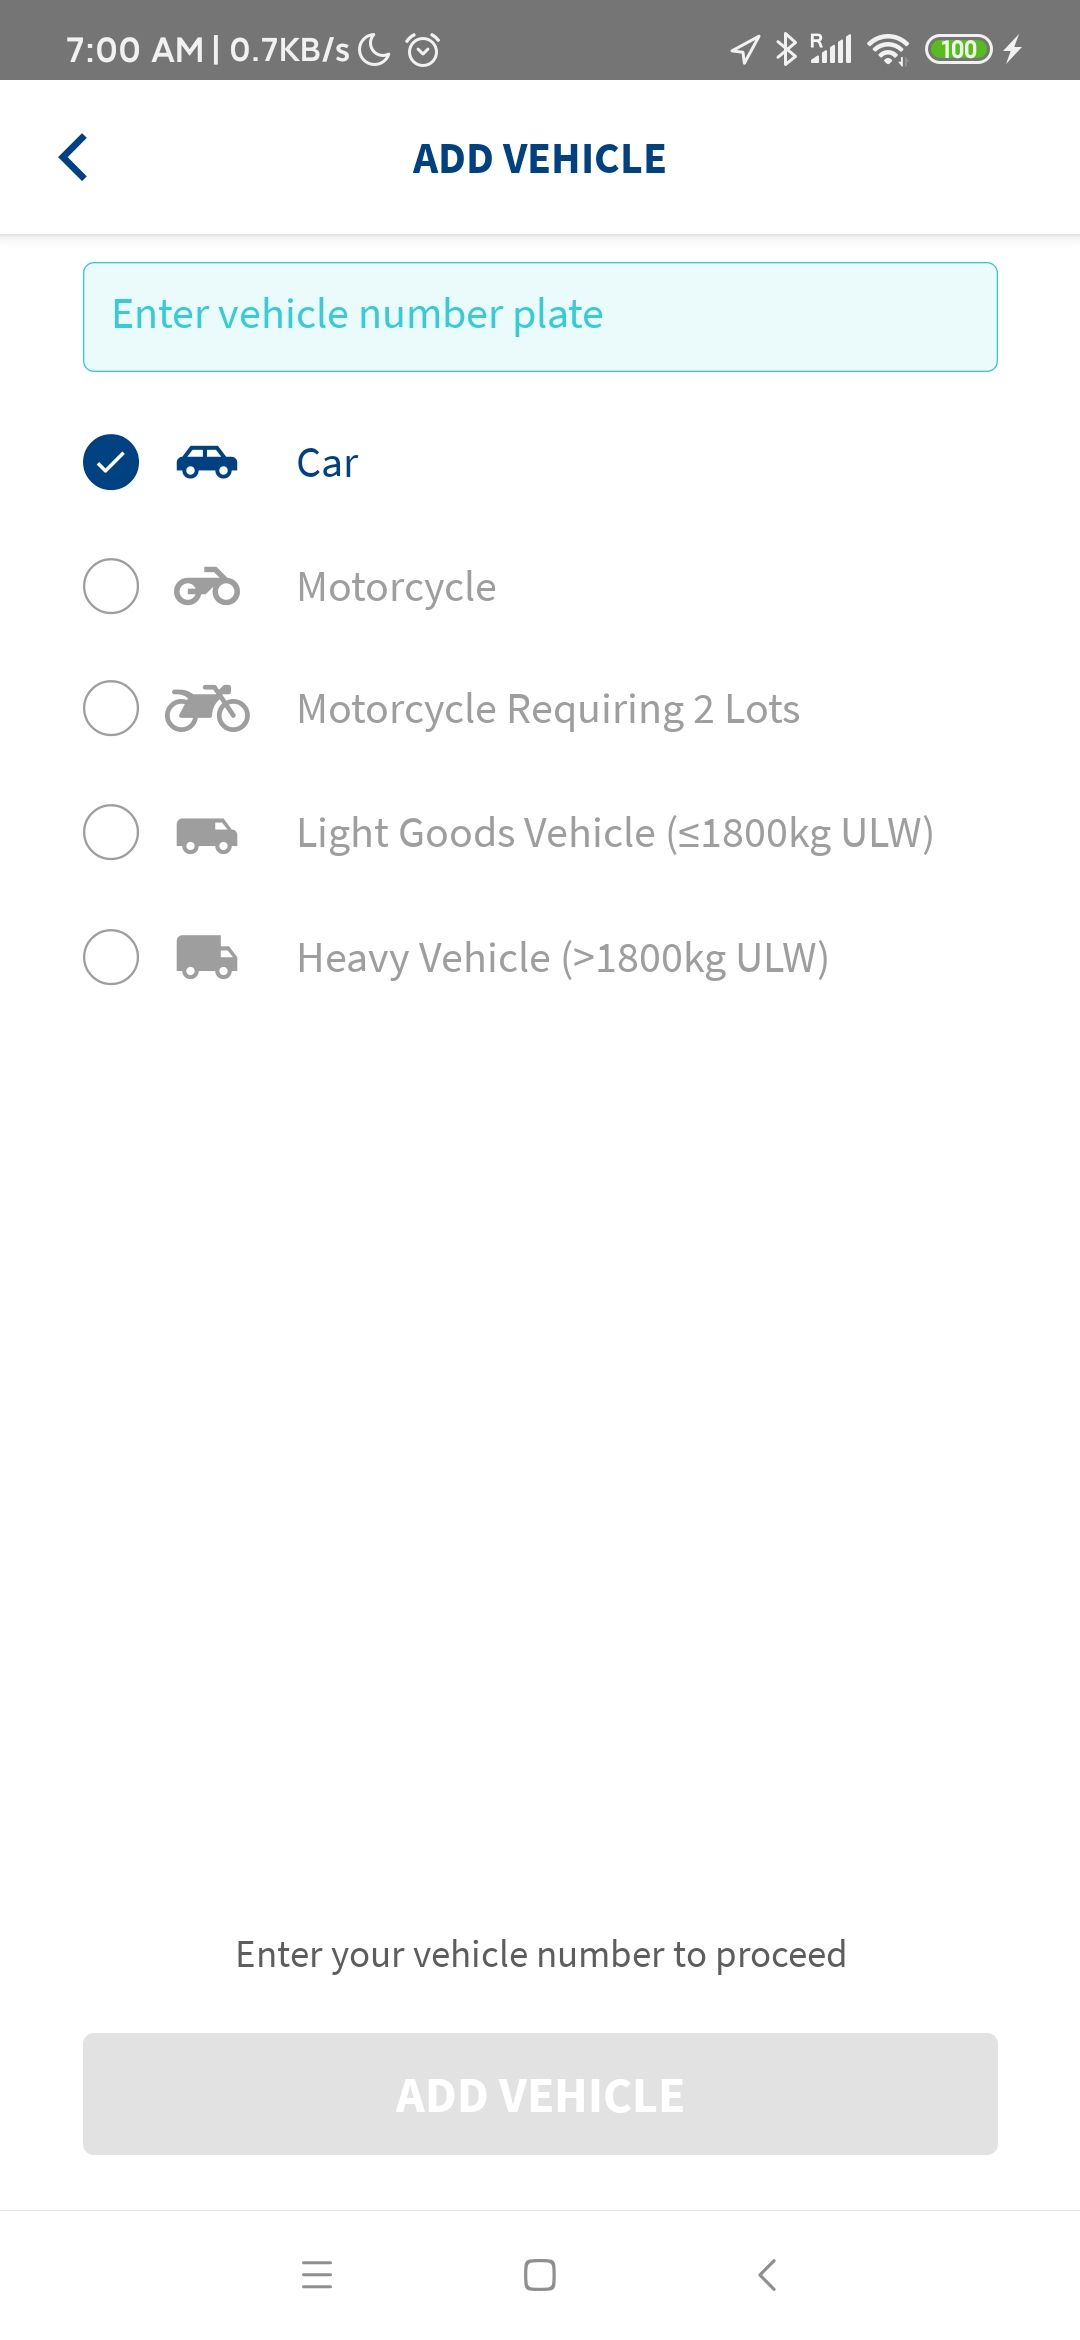 7:00 AM | 0.7KB/s
R
100
ADD VEHICLE
Enter vehicle number plate
Car
Motorcycle
Motorcycle Requiring 2 Lots
Light Goods Vehicle (≤1800kg ULW)
Heavy Vehicle (>1800kg ULW)
Enter your vehicle number to proceed
ADD VEHICLE